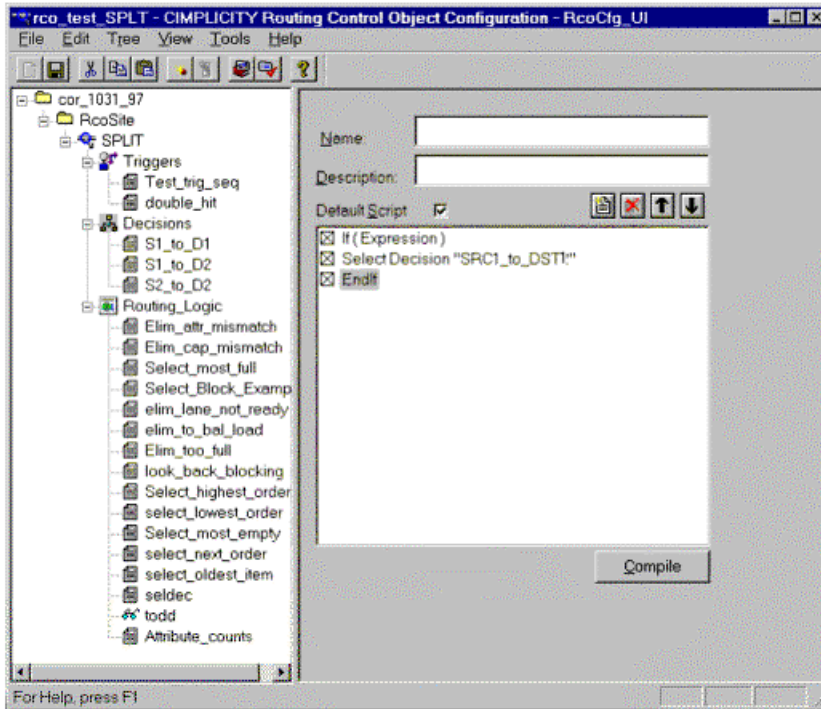 rco_test_SPLT - CIMPLICITY Routing Control Object Configuration - RcoCfg_UI
File Edit Tree View Tools Help
cor_1031_97
RcoSite
SPLIT
Triggers
Test_trig_seq
double_hit
Decisions
S1_to_D1
S1_to_D2
S2_to_D2
Routing_Logic
Elim_attr_mismatch
Elim_cap_mismatch
Select_most_full
Select_Block_Examp
elim_lane_not_ready
elim_to_bal_load
Elim_too_full
look_back_blocking
Select_highest_order
select_lowest_order
Select_most_empty
select_next_order
select_oldest_item
seldec
todd
Attribute_counts
Name:
Description:
Default Script
If ( Expression )
Select Decision "SRC1_to_DST1:"
EndIt
Compile
For Help, press F1